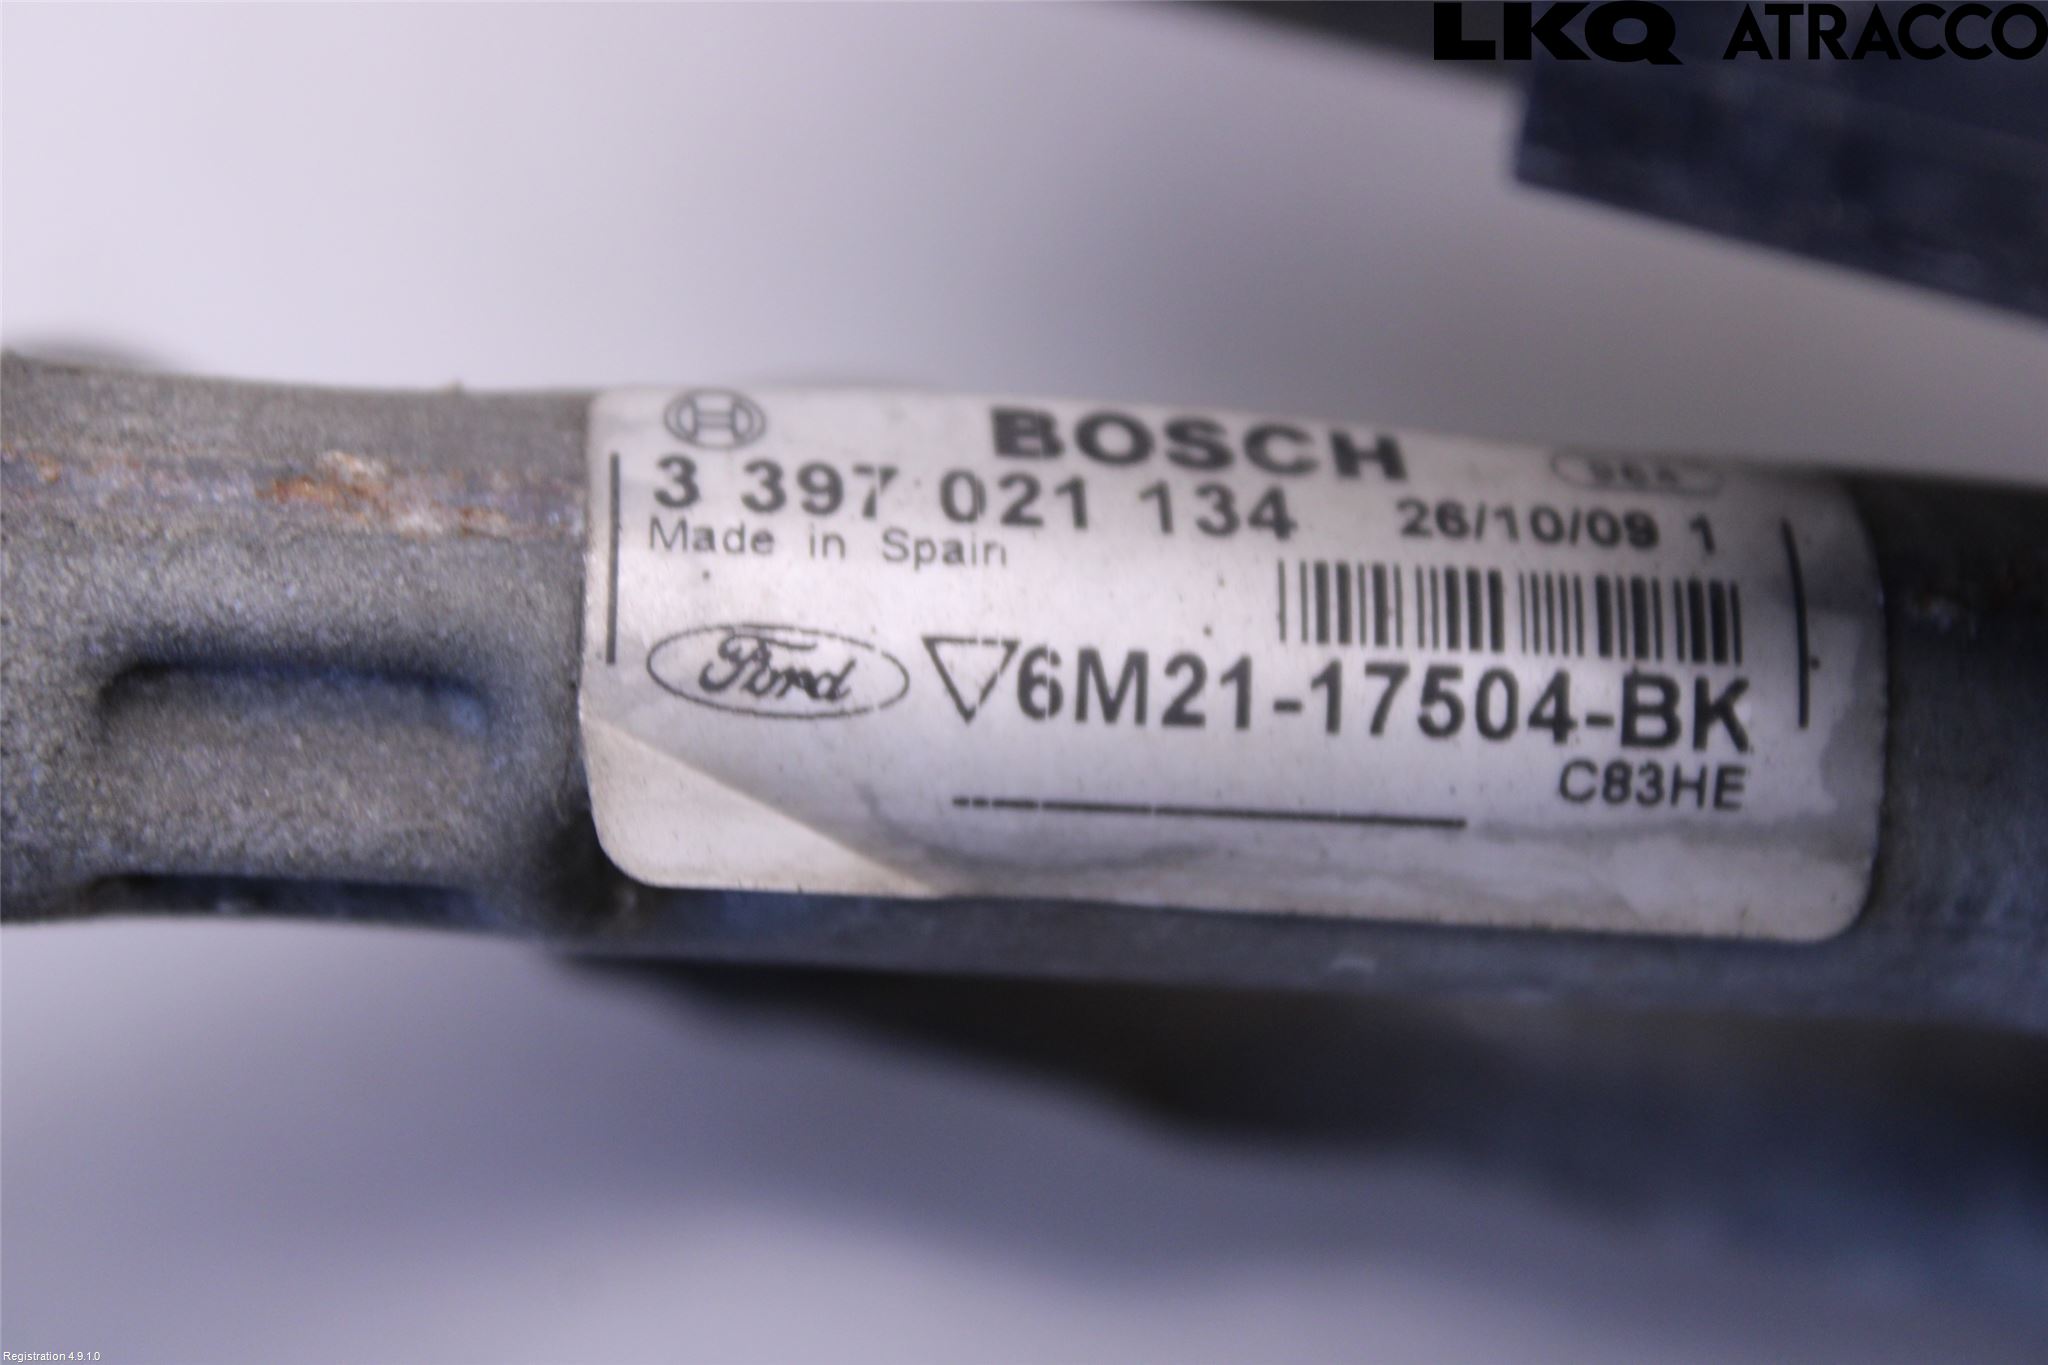 LKQ ATRACCO
BOSCH
3 397 021 134 26/10/09 1
Made in Spain
Ford 6M21-17504-BK
C83HE
Registration 4.9.1.0